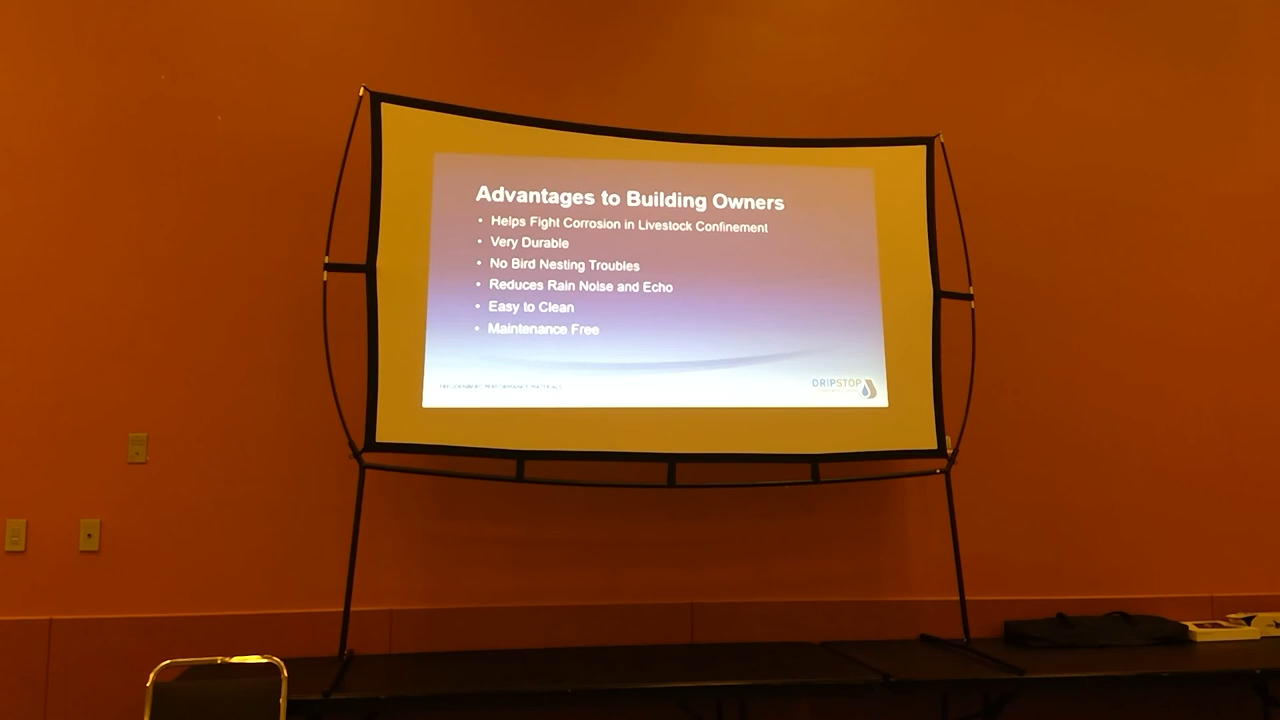 Advantages to Building Owners
• Helps Fight Corrosion in Livestock Confinement
• Very Durable
• No Bird Nesting Troubles
• Reduces Rain Noise and Echo
• Easy to Clean
• Maintenance Free
DRIPSTOP